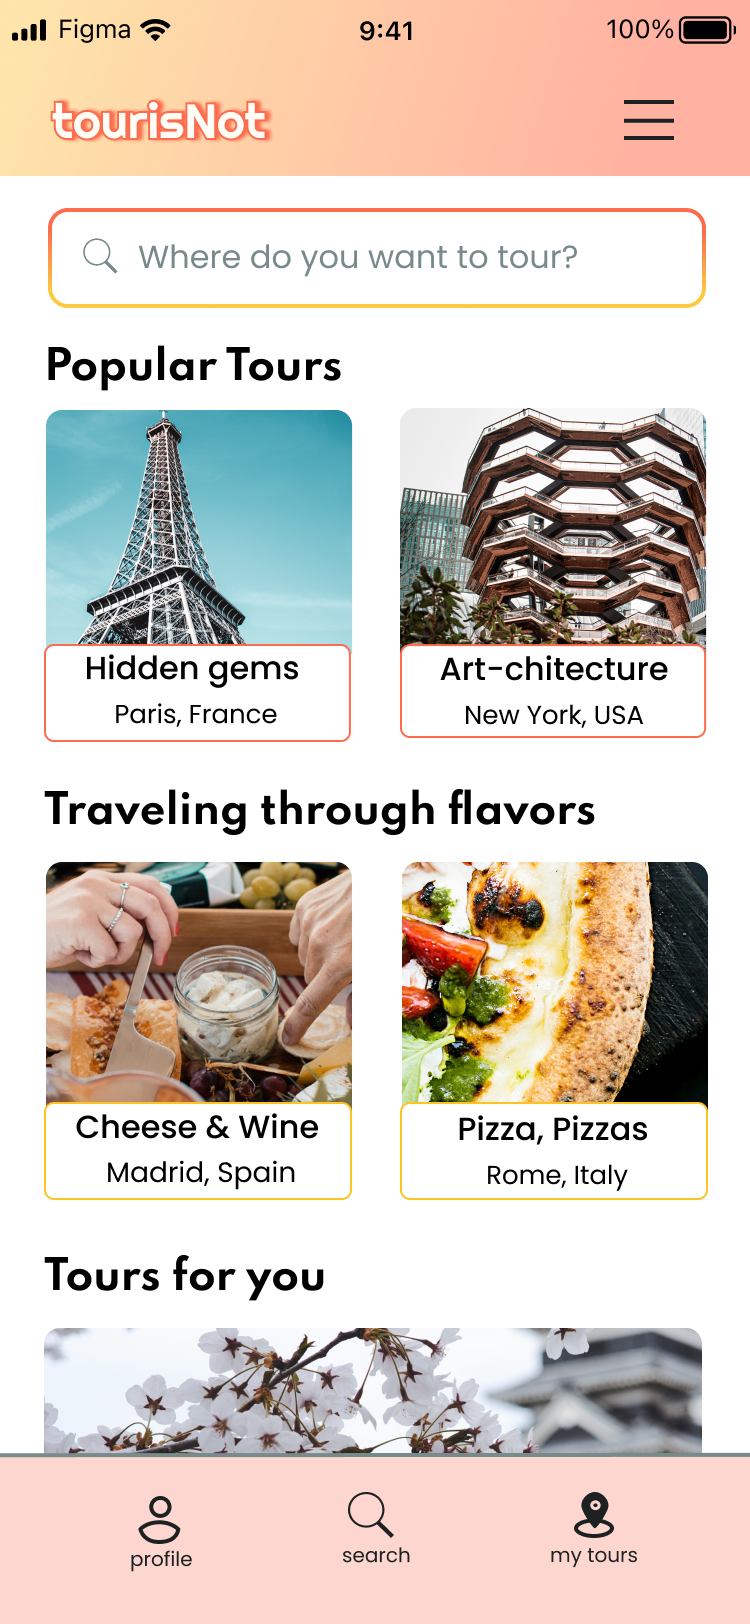 Figma
9:41
100%
tourisNot
Where do you want to tour?
Popular Tours
Hidden gems
Paris, France
Art-chitecture
New York, USA
Traveling through flavors
Cheese & Wine
Madrid, Spain
Pizza, Pizzas
Rome, Italy
Tours for you
profile
search
my tours